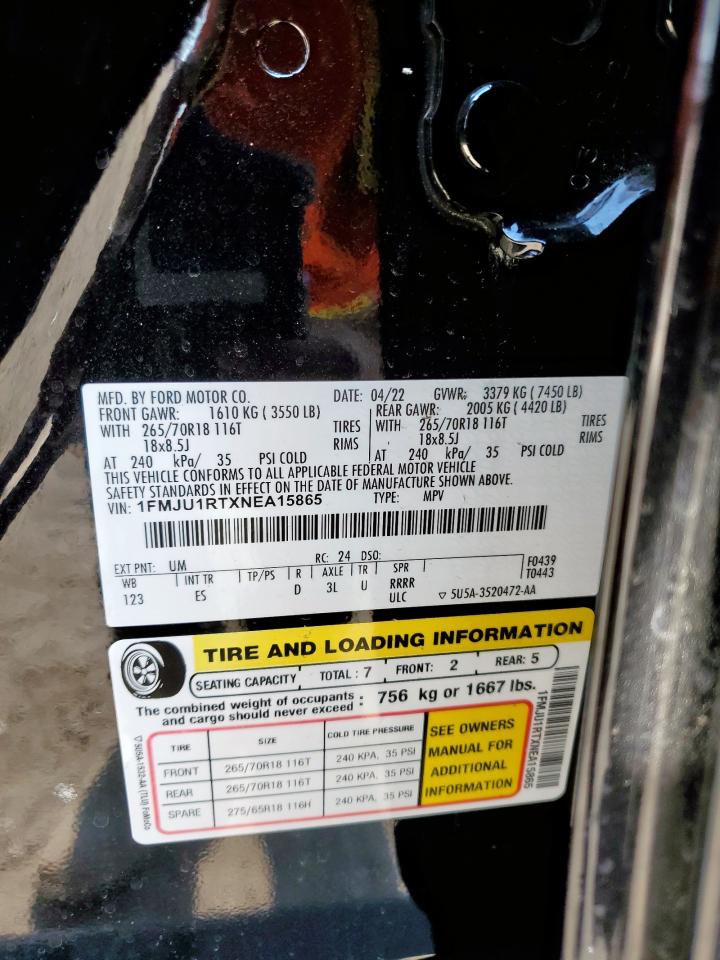 MFD. BY FORD MOTOR CO. DATE: 04/22 GVWR: 3379 KG ( 7450 LB)
FRONT GAWR: 1610 KG ( 3550 LB) REAR GAWR: 2005 KG ( 4420 LB)
WITH 265/70R18 116T TIRES WITH 265/70R18 116T TIRES
18x8.5J RIMS 18x8.5J RIMS
AT 240 kPa/ 35 PSI COLD AT 240 kPa/ 35 PSI COLD
THIS VEHICLE CONFORMS TO ALL APPLICABLE FEDERAL MOTOR VEHICLE
SAFETY STANDARDS IN EFFECT ON THE DATE OF MANUFACTURE SHOWN ABOVE.
VIN: 1FMJU1RTXNEA15865 TYPE: MPV
EXT PNT: UM RC: 24 DSO: F0439
WB INT TR TP/PS R AXLE TR SPR T0443
123 ES D 3L U RRRR
ULC ▽ 5U5A-3520472-AA
TIRE AND LOADING INFORMATION
SEATING CAPACITY TOTAL : 7 FRONT: 2 REAR: 5
The combined weight of occupants : 756 kg or 1667 lbs.
and cargo should never exceed :
TIRE SIZE COLD TIRE PRESSURE
FRONT 265/70R18 116T 240 KPA, 35 PSI
REAR 265/70R18 116T 240 KPA, 35 PSI
SPARE 275/65R18 116H 240 KPA, 35 PSI
SEE OWNERS
MANUAL FOR
ADDITIONAL
INFORMATION
1FMJU1RTXNEA15865
▽ 5U5A-1532-AA (TLU) FoMoCo